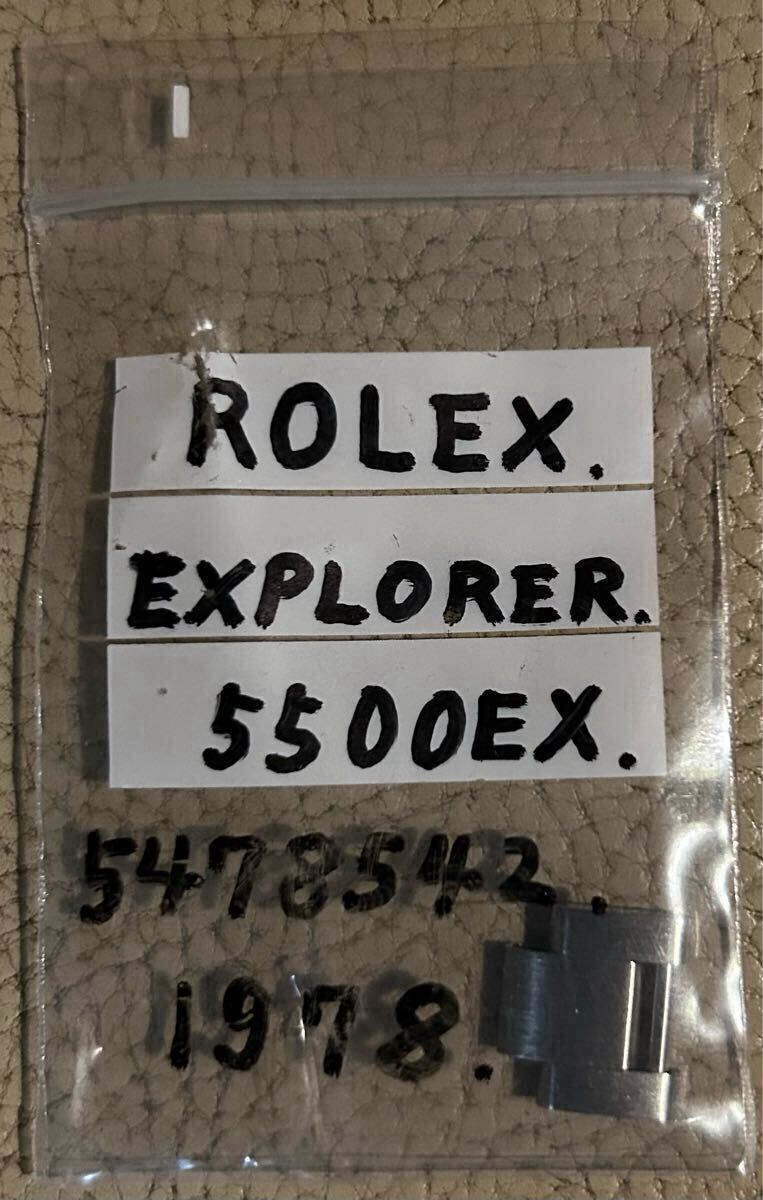 ROLEX.
EXPLORER.
5500EX.
5478542.
1978.